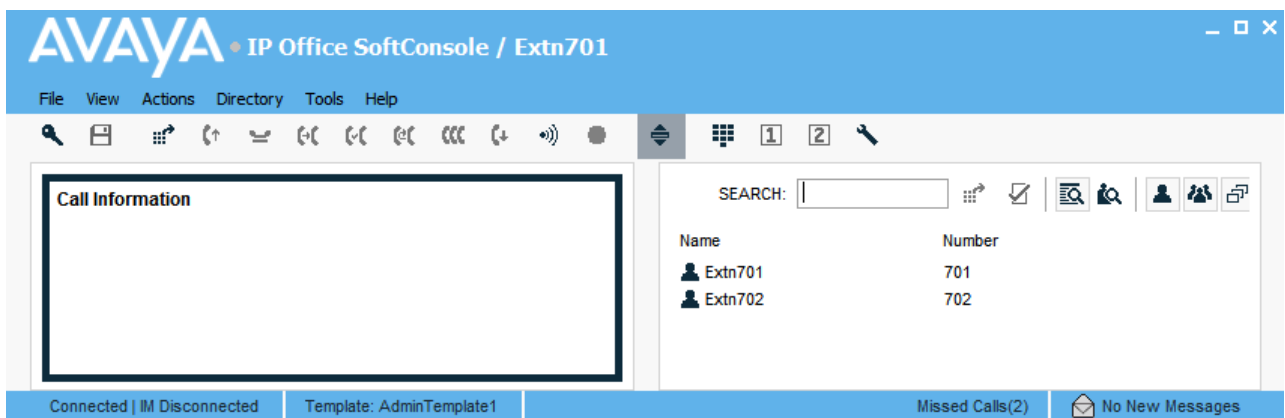 AVAYA • IP Office SoftConsole / Extn701
File View Actions Directory Tools Help
1 2
Call Information
SEARCH:
Name Number
Extn701 701
Extn702 702
Connected | IM Disconnected Template: AdminTemplate1 Missed Calls(2) No New Messages